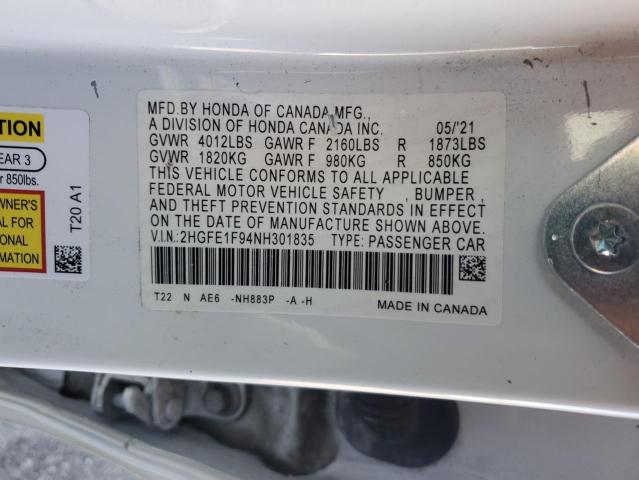 TION
EAR 3
r 850lbs.
WNER'S
AL FOR
ONAL
RMATION
T20 A1
MFD.BY HONDA OF CANADA MFG.,
A DIVISION OF HONDA CANADA INC. 05/'21
GVWR 4012LBS GAWR F 2160LBS R 1873LBS
GVWR 1820KG GAWR F 980KG R 850KG
THIS VEHICLE CONFORMS TO ALL APPLICABLE
FEDERAL MOTOR VEHICLE SAFETY , BUMPER ,
AND THEFT PREVENTION STANDARDS IN EFFECT
ON THE DATE OF MANUFACTURE SHOWN ABOVE.
V.I.N.:2HGFE1F94NH301835 TYPE: PASSENGER CAR
T22 N AE6 -NH883P -A -H
MADE IN CANADA